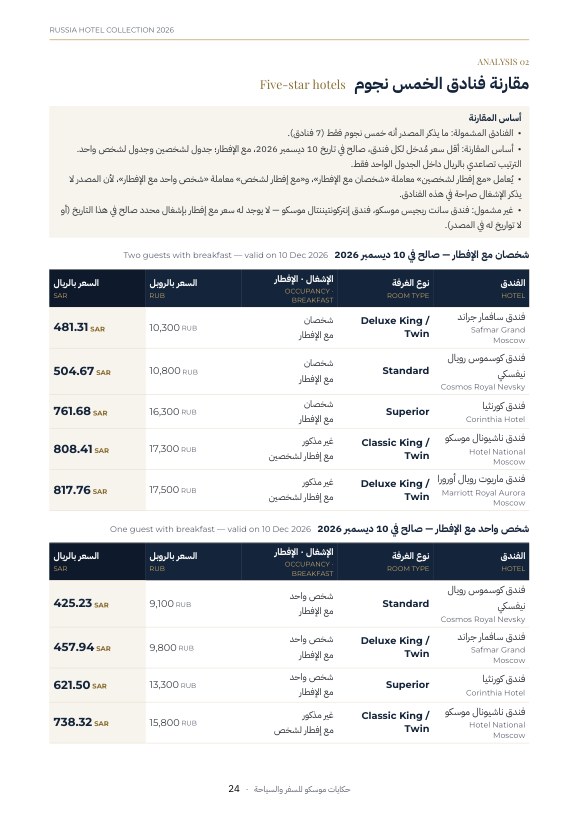 RUSSIA HOTEL COLLECTION 2026
ANALYSIS 02
مقارنة فنادق الخمس نجوم Five-star hotels
أساس المقارنة
• الفنادق المشمولة: ما يذكر المصدر أنه خمس نجوم فقط (7 فنادق).
• أساس المقارنة: أقل سعر مُدخل لكل فندق، صالح في تاريخ 10 ديسمبر 2026، مع الإفطار؛ جدول لشخصين وجدول لشخص واحد.
الترتيب تصاعدي بالريال داخل الجدول الواحد فقط.
• يُعامل «مع إفطار لشخصين» معاملة «شخصان مع الإفطار»، و«مع إفطار لشخص» معاملة «شخص واحد مع الإفطار»، لأن المصدر لا
يذكر الإشغال صراحة في هذه الفنادق.
• غير مشمول: فندق سانت ريجيس موسكو، فندق إنتركونتيننتال موسكو — لا يوجد له سعر مع إفطار بإشغال محدد صالح في هذا التاريخ (أو
لا تواريخ له في المصدر).
شخصان مع الإفطار — صالح في 10 ديسمبر 2026 Two guests with breakfast — valid on 10 Dec 2026
الفندق نوع الغرفة الإشغال · الإفطار السعر بالروبل السعر بالريال
HOTEL ROOM TYPE OCCUPANCY · BREAKFAST RUB SAR
فندق سافمار جراند
Safmar Grand Moscow
Deluxe King / Twin
شخصان
مع الإفطار
10,300 RUB
481.31 SAR
فندق كوسموس رويال نيفسكي
Cosmos Royal Nevsky
Standard
شخصان
مع الإفطار
10,800 RUB
504.67 SAR
فندق كورنثيا
Corinthia Hotel
Superior
شخصان
مع الإفطار
16,300 RUB
761.68 SAR
فندق ناشيونال موسكو
Hotel National Moscow
Classic King / Twin
غير مذكور
مع إفطار لشخصين
17,300 RUB
808.41 SAR
فندق ماريوت رويال أورورا
Marriott Royal Aurora Moscow
Deluxe King / Twin
غير مذكور
مع إفطار لشخصين
17,500 RUB
817.76 SAR
شخص واحد مع الإفطار — صالح في 10 ديسمبر 2026 One guest with breakfast — valid on 10 Dec 2026
الفندق نوع الغرفة الإشغال · الإفطار السعر بالروبل السعر بالريال
HOTEL ROOM TYPE OCCUPANCY · BREAKFAST RUB SAR
فندق كوسموس رويال نيفسكي
Cosmos Royal Nevsky
Standard
شخص واحد
مع الإفطار
9,100 RUB
425.23 SAR
فندق سافمار جراند
Safmar Grand Moscow
Deluxe King / Twin
شخص واحد
مع الإفطار
9,800 RUB
457.94 SAR
فندق كورنثيا
Corinthia Hotel
Superior
شخص واحد
مع الإفطار
13,300 RUB
621.50 SAR
فندق ناشيونال موسكو
Hotel National Moscow
Classic King / Twin
غير مذكور
مع إفطار لشخص
15,800 RUB
738.32 SAR
حكايات موسكو للسفر والسياحة · 24